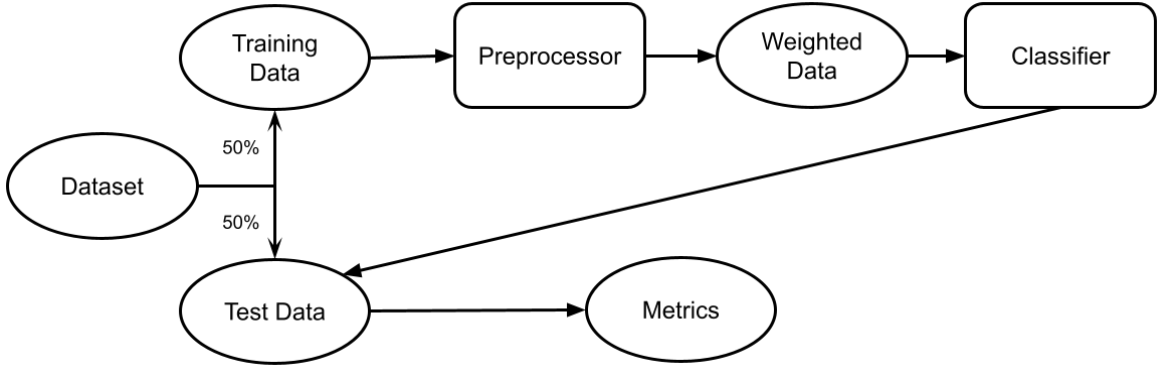 Training
Data
Preprocessor
Weighted
Data
Classifier
50%
Dataset
50%
Test Data
Metrics